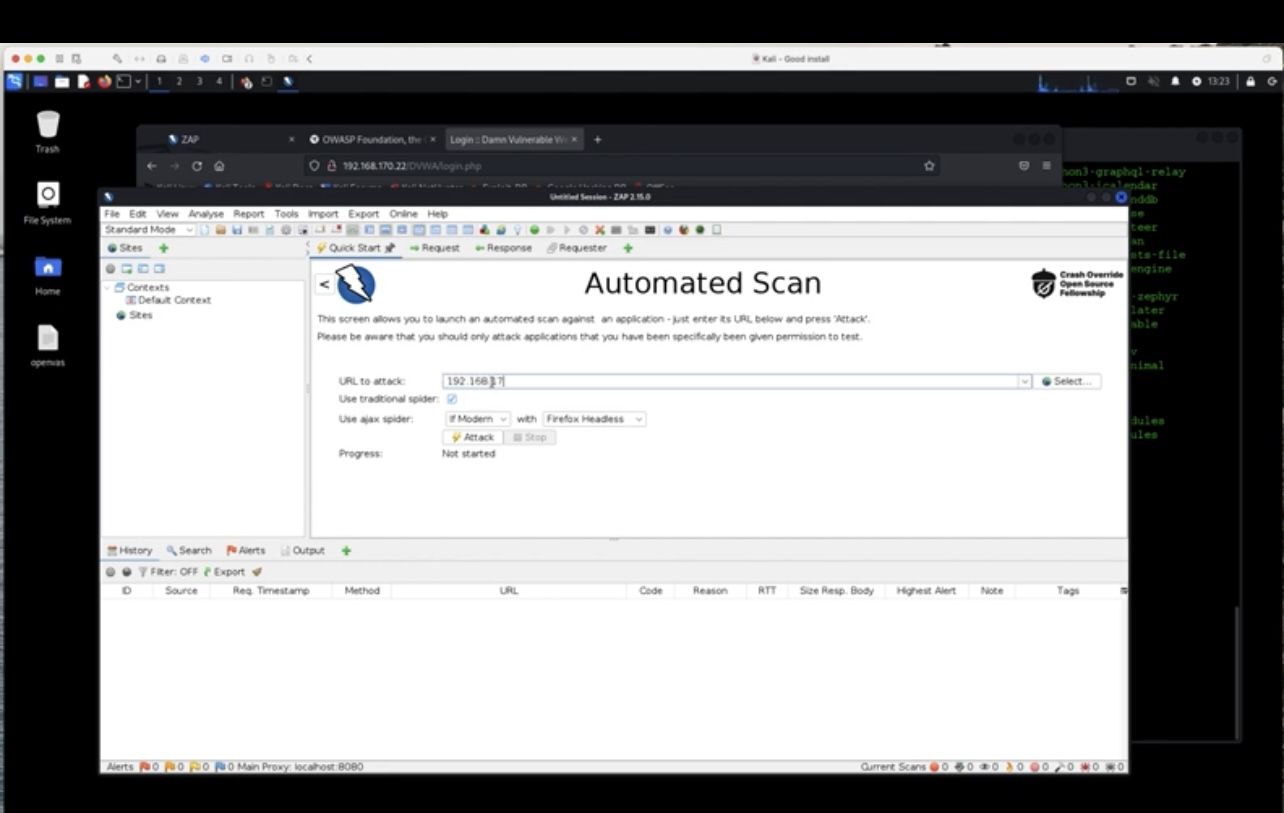 Kali - Good install
1 2 3 4
13:23
Trash
File System
Home
openvas
ZAP
OWASP Foundation, the
Login :: Damn Vulnerable
192.168.170.22/DVWA/login.php
Untitled Session - ZAP 2.15.0
File Edit View Analyse Report Tools Import Export Online Help
Standard Mode
Sites
Quick Start Request Response Requester
Contexts
Default Context
Sites
<
Automated Scan
Crash Override
Open Source
Fellowship
This screen allows you to launch an automated scan against an application - just enter its URL below and press 'Attack'.
Please be aware that you should only attack applications that you have been specifically been given permission to test.
URL to attack: 192.168.17 Select...
Use traditional spider:
Use ajax spider: If Modern with Firefox Headless
Attack Stop
Progress: Not started
History Search Alerts Output
Filter: OFF Export
ID Source Req. Timestamp Method URL Code Reason RTT Size Resp. Body Highest Alert Note Tags
Alerts 0 0 0 0 Main Proxy: localhost:8080
Current Scans 0 0 0 0 0 0 0 0
hon3-graphql-relay
hon3-icalendar
nddb
se
teer
an
sts-file
engine
-zephyr
later
able
v
nimal
dules
ules